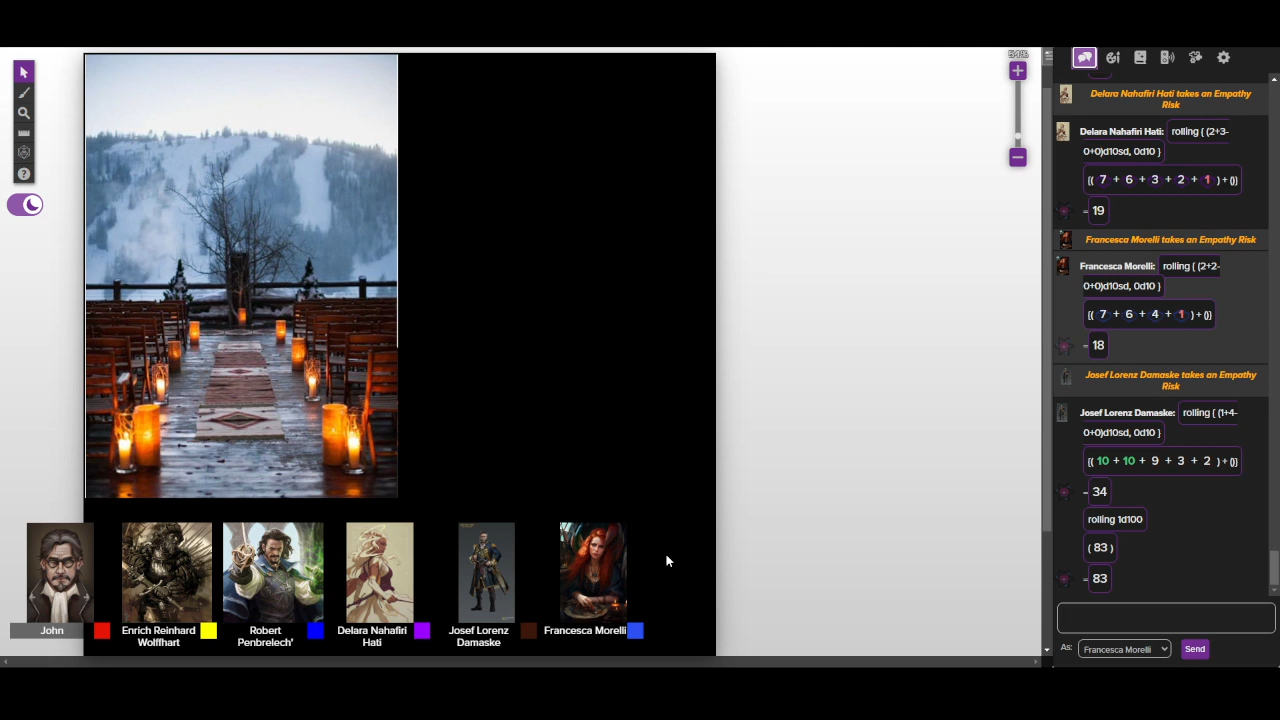 54%
Delara Nahafiri Hati takes an Empathy
Risk
Delara Nahafiri Hati: rolling { (2+3-
0+0)d10sd, 0d10 }
{( 7 + 6 + 3 + 2 + 1 ) + ()}
= 19
Francesca Morelli takes an Empathy Risk
Francesca Morelli: rolling { (2+2-
0+0)d10sd, 0d10 }
{( 7 + 6 + 4 + 1 ) + ()}
= 18
Josef Lorenz Damaske takes an Empathy
Risk
Josef Lorenz Damaske: rolling { (1+4-
0+0)d10sd, 0d10 }
{( 10 + 10 + 9 + 3 + 2 ) + ()}
= 34
rolling 1d100
( 83 )
= 83
John
Enrich Reinhard
Wolffhart
Robert
Penbrelech'
Delara Nahafiri
Hati
Josef Lorenz
Damaske
Francesca Morelli
As: Francesca Morelli Send